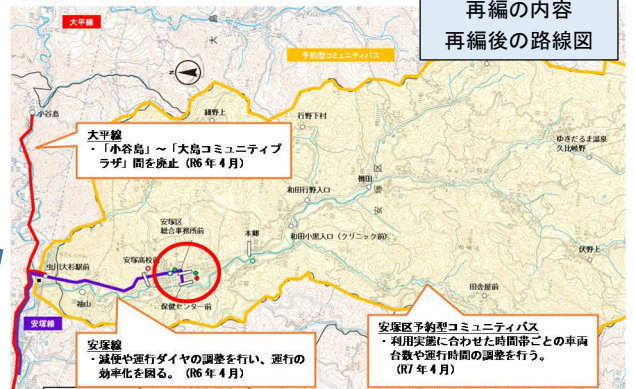 再編の内容
再編後の路線図
大平線
大島
予約型コミュニティバス
N
小谷島
細野上
行野下村
ゆきだるま温泉
久比岐野
大平線
・「小谷島」～「大島コミュニティプ
ラザ」間を廃止（R6年4月）
樽田
安塚区
和田行野入口
安塚区
総合事務所前
本郷
和田小黒入口（クリニック前）
伏野上
安塚高校前
虫川大杉駅前
田舎屋前
袖山
保健センター前
安塚線
安塚線
・減便や運行ダイヤの調整を行い、運行の
効率化を図る。（R6年4月）
安塚区予約型コミュニティバス
・利用実態に合わせた時間帯ごとの車両
台数や運行時間の調整を行う。
（R7年4月）